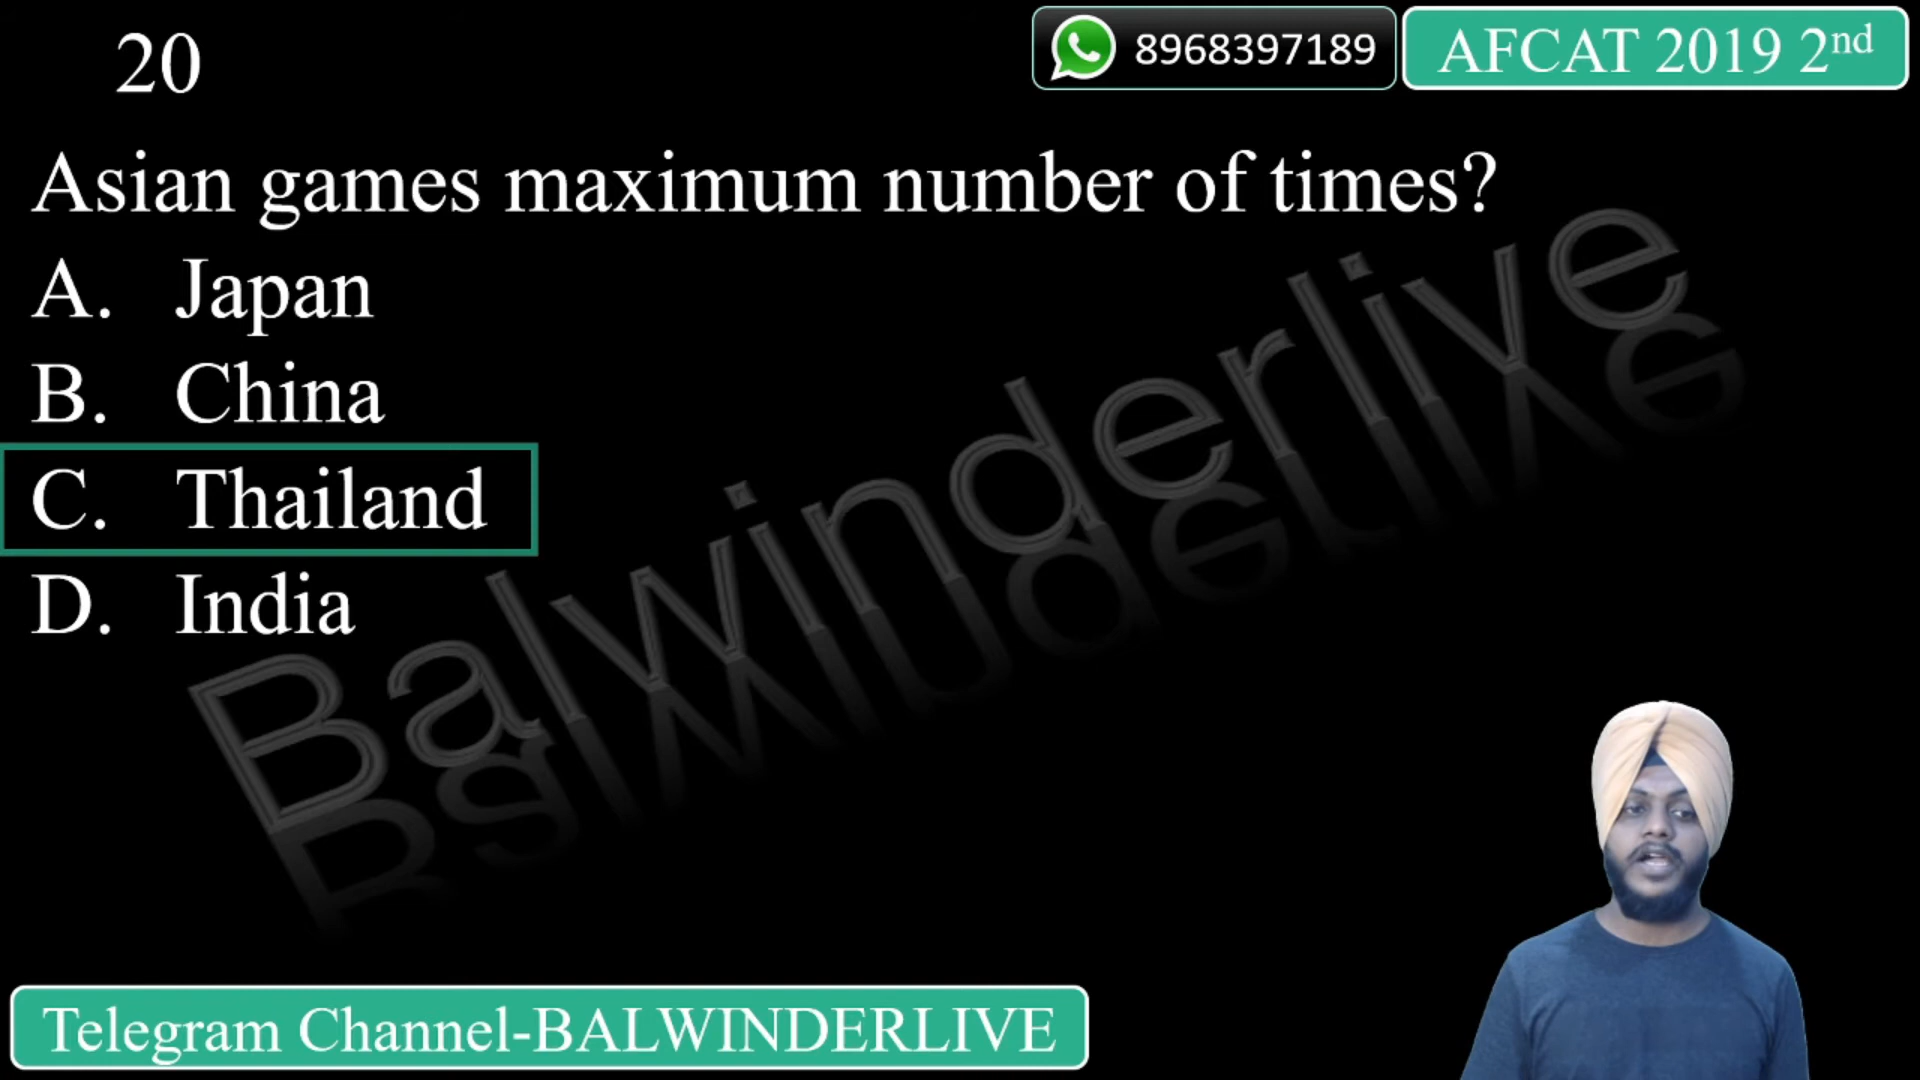 20
8968397189
AFCAT 2019 2nd
Asian games maximum number of times?
A. Japan
B. China
C. Thailand
D. India
Balwinderlive
Telegram Channel-BALWINDERLIVE